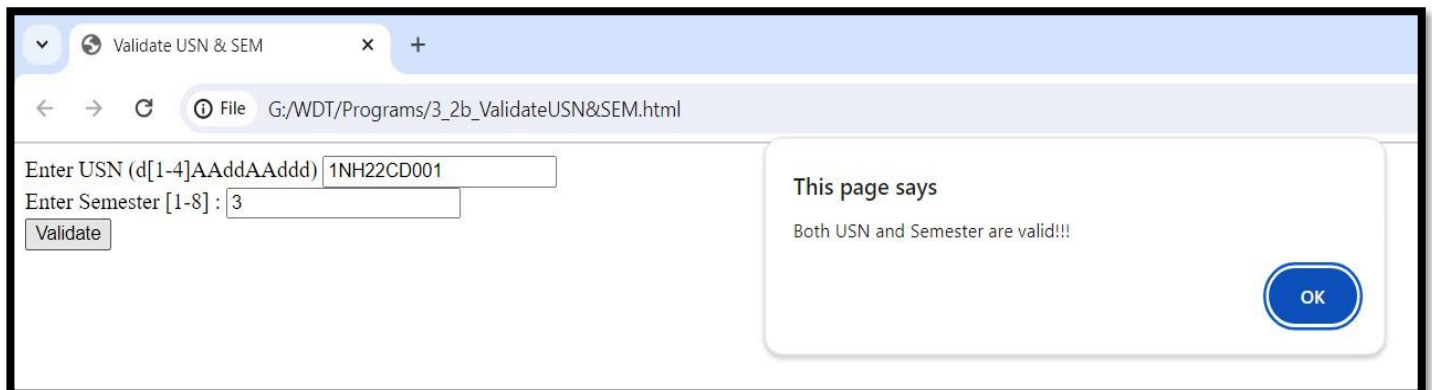 Validate USN & SEM
File G:/WDT/Programs/3_2b_ValidateUSN&SEM.html
Enter USN (d[1-4]AAddAAddd) 1NH22CD001
Enter Semester [1-8] : 3
Validate
This page says
Both USN and Semester are valid!!!
OK